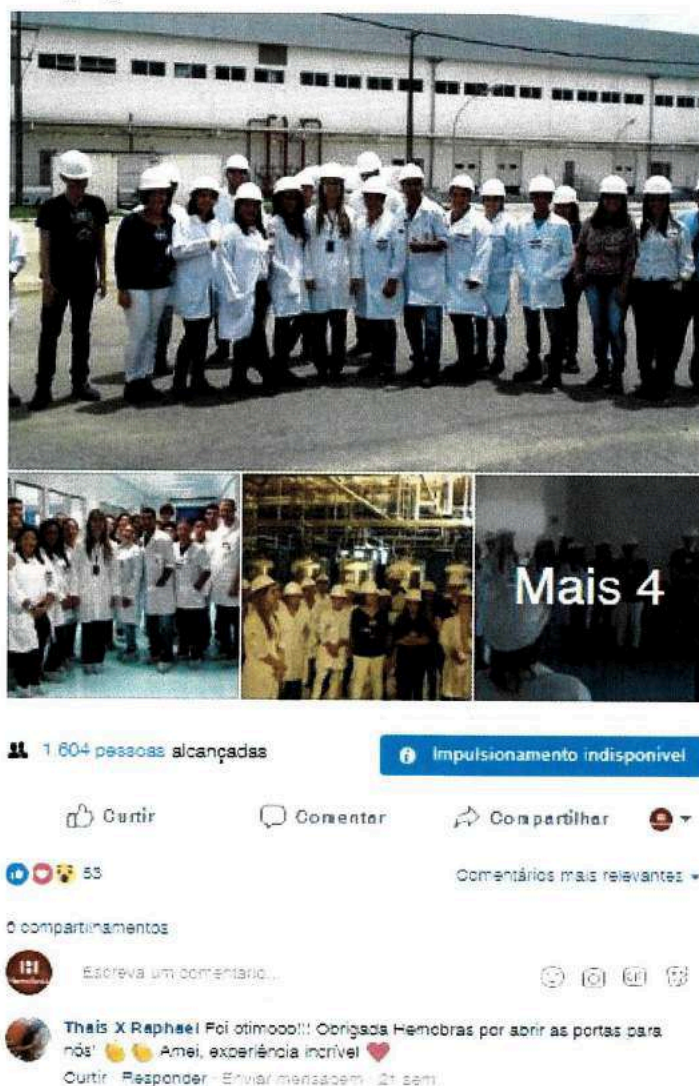 Mais 4
1.604 pessoas alcançadas
Impulsionamento indisponível
Curtir
Comentar
Compartilhar
53
Comentários mais relevantes
6 compartilhamentos
Escreva um comentário...
GIF
Thais X Raphael Foi otimooo!!! Obrigada Hemobras por abrir as portas para
nós! Amei, experiência incrível
Curtir · Responder · Enviar mensagem · 21 sem